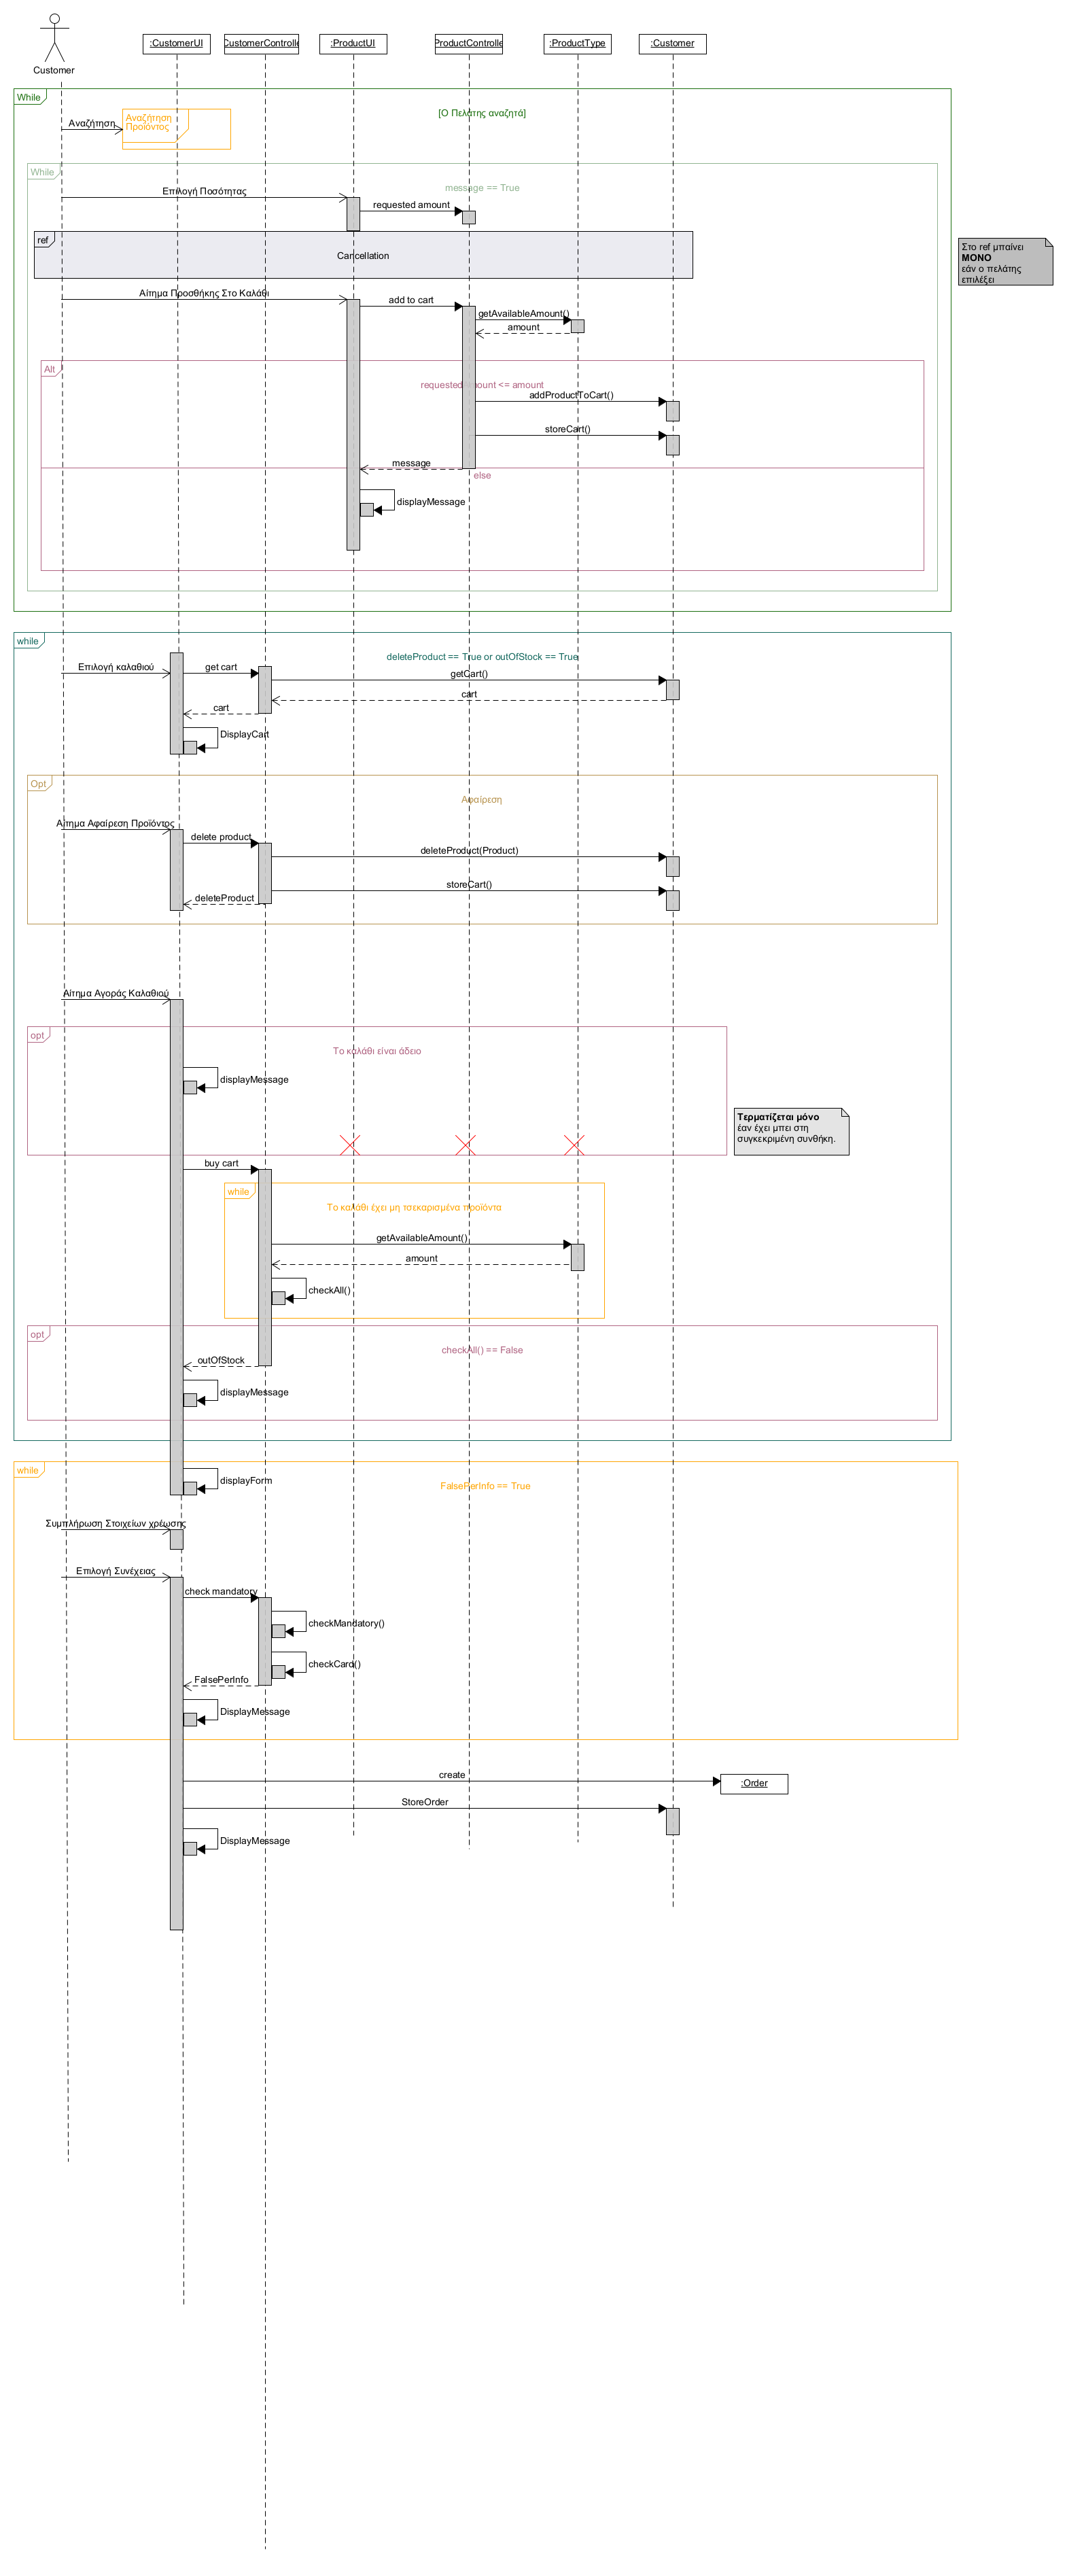 Customer
:CustomerUI
:CustomerControlle
:ProductUI
:ProductControlle
:ProductType
:Customer
While
[Ο Πελάτης αναζητά]
Αναζήτηση
Αναζήτηση
Προϊόντος
While
message == True
Επιλογή Ποσότητας
requested amount
ref
Cancellation
Στο ref μπαίνει
ΜΟΝΟ
εάν ο πελάτης
επιλέξει
Αίτημα Προσθήκης Στο Καλάθι
add to cart
getAvailableAmount()
amount
Alt
requested amount <= amount
addProductToCart()
storeCart()
message
else
displayMessage
while
deleteProduct == True or outOfStock == True
Επιλογή καλαθιού
get cart
getCart()
cart
cart
DisplayCart
Opt
Αφαίρεση
Αίτημα Αφαίρεση Προϊόντος
delete product
deleteProduct(Product)
storeCart()
deleteProduct
Αίτημα Αγοράς Καλαθιού
opt
Το καλάθι είναι άδειο
displayMessage
Τερματίζεται μόνο
έαν έχει μπει στη
συγκεκριμένη συνθήκη.
buy cart
while
Το καλάθι έχει μη τσεκαρισμένα προϊόντα
getAvailableAmount()
amount
checkAll()
opt
checkAll() == False
outOfStock
displayMessage
while
displayForm
FalsePerInfo == True
Συμπλήρωση Στοιχείων χρέωσης
Επιλογή Συνέχειας
check mandatory
checkMandatory()
checkCard()
FalsePerInfo
DisplayMessage
create
:Order
StoreOrder
DisplayMessage